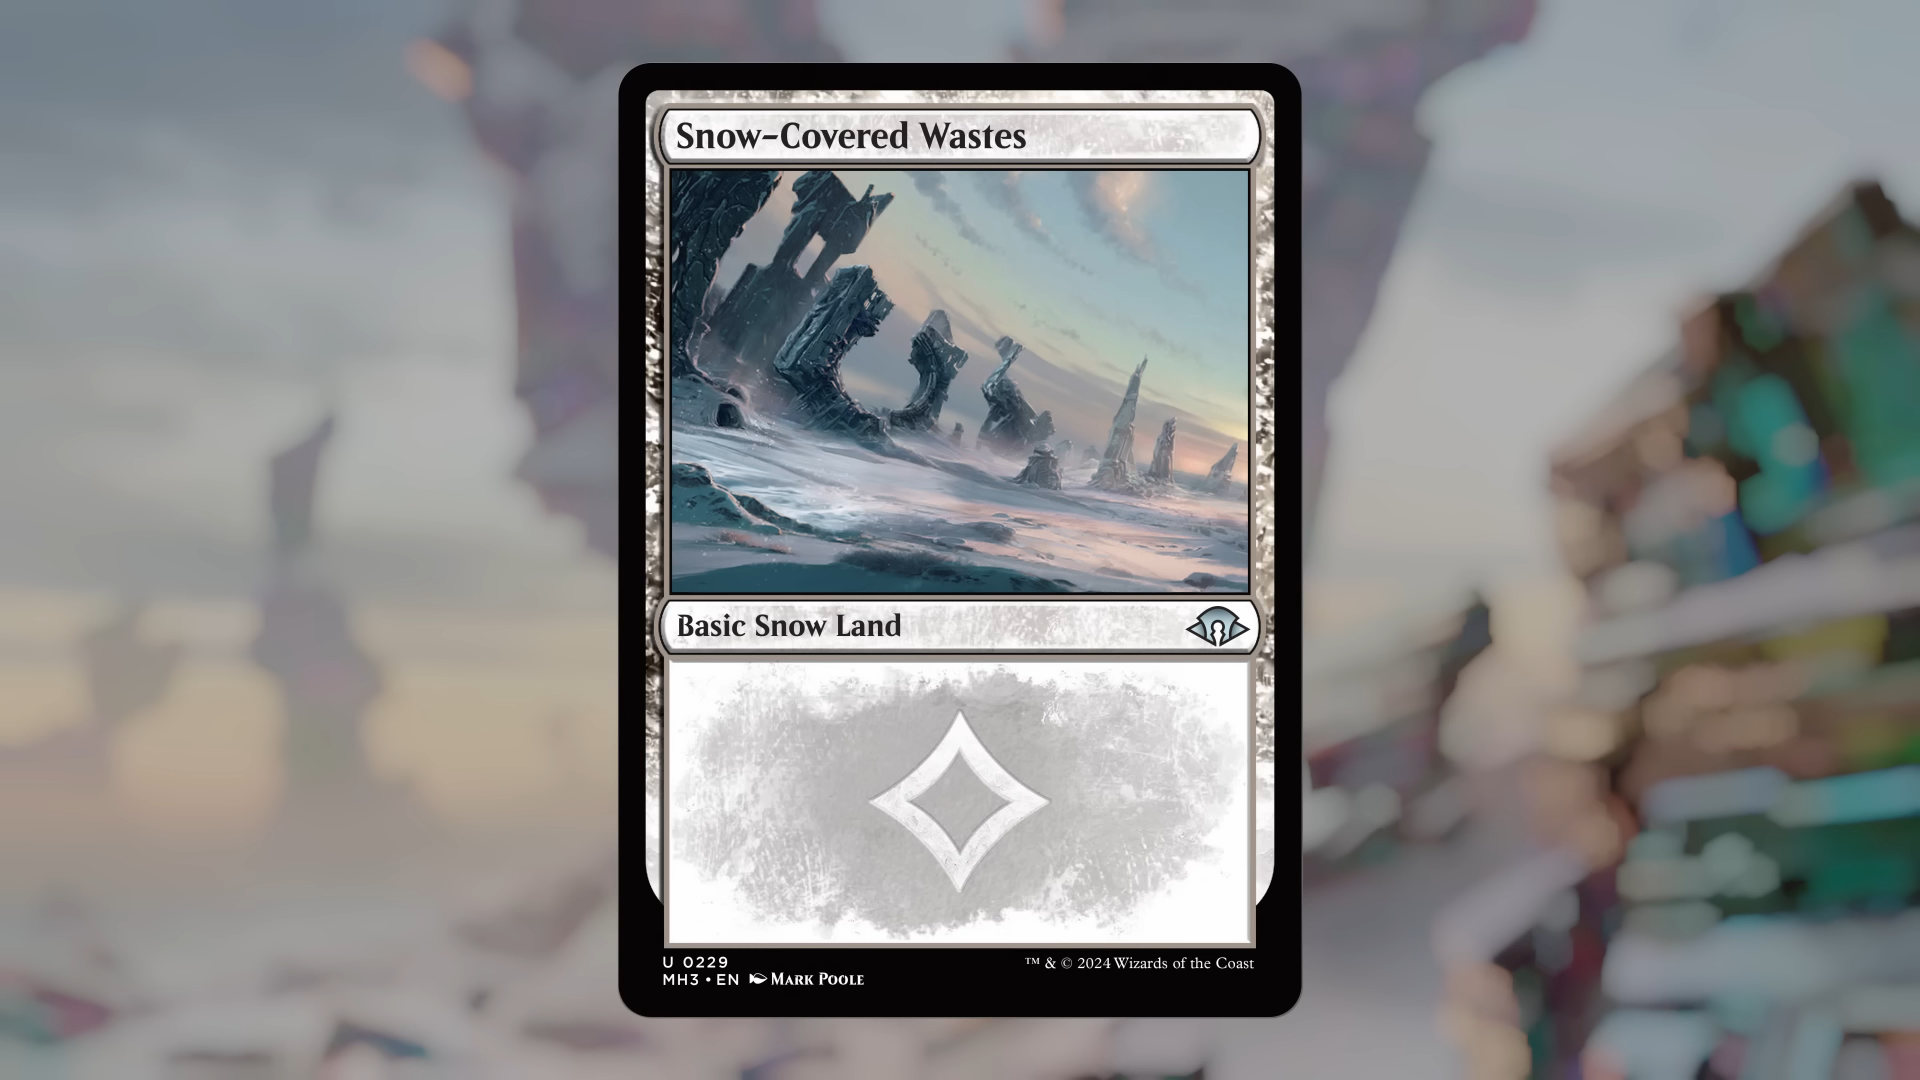 Snow-Covered Wastes
Basic Snow Land
U 0229
MH3 • EN Mark Poole
™ & © 2024 Wizards of the Coast